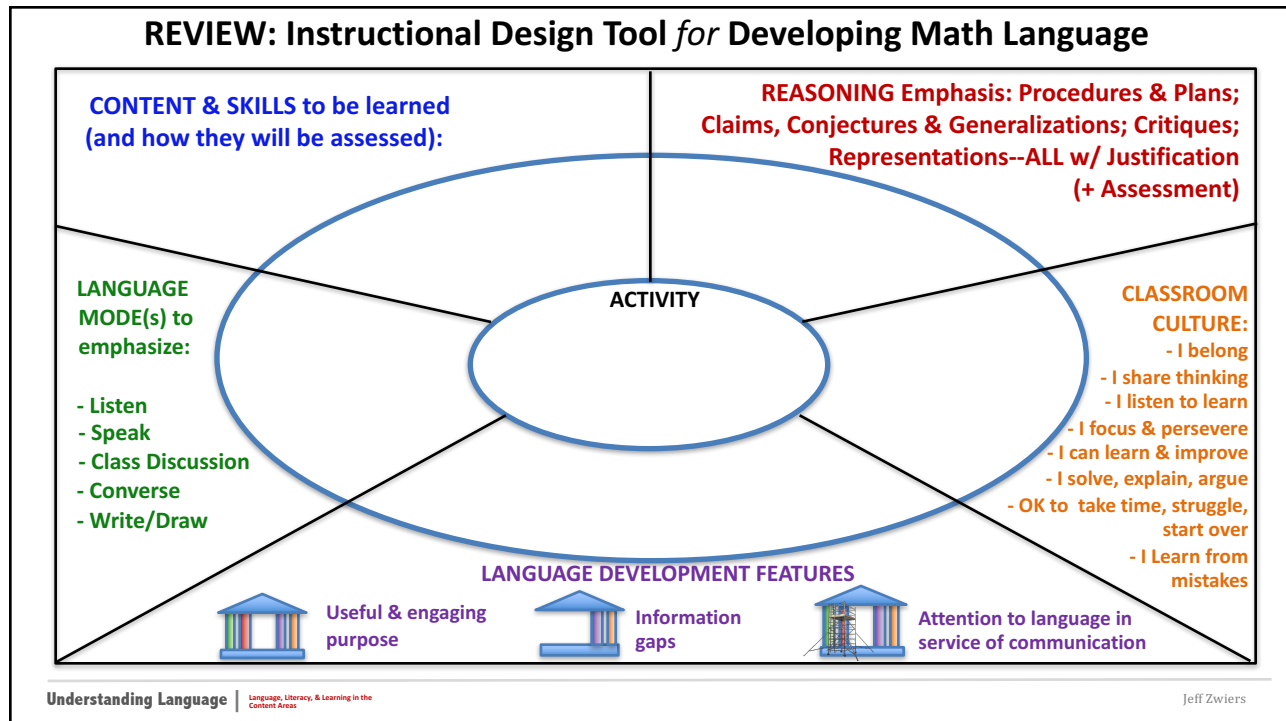 REVIEW: Instructional Design Tool for Developing Math Language
CONTENT & SKILLS to be learned
(and how they will be assessed):
REASONING Emphasis: Procedures & Plans;
Claims, Conjectures & Generalizations; Critiques;
Representations--ALL w/ Justification
(+ Assessment)
LANGUAGE
MODE(s) to
emphasize:
- Listen
- Speak
- Class Discussion
- Converse
- Write/Draw
ACTIVITY
CLASSROOM
CULTURE:
- I belong
- I share thinking
- I listen to learn
- I focus & persevere
- I can learn & improve
- I solve, explain, argue
- OK to take time, struggle,
start over
- I Learn from
mistakes
LANGUAGE DEVELOPMENT FEATURES
Useful & engaging
purpose
Information
gaps
Attention to language in
service of communication
Understanding Language
Language, Literacy, & Learning in the
Content Areas
Jeff Zwiers